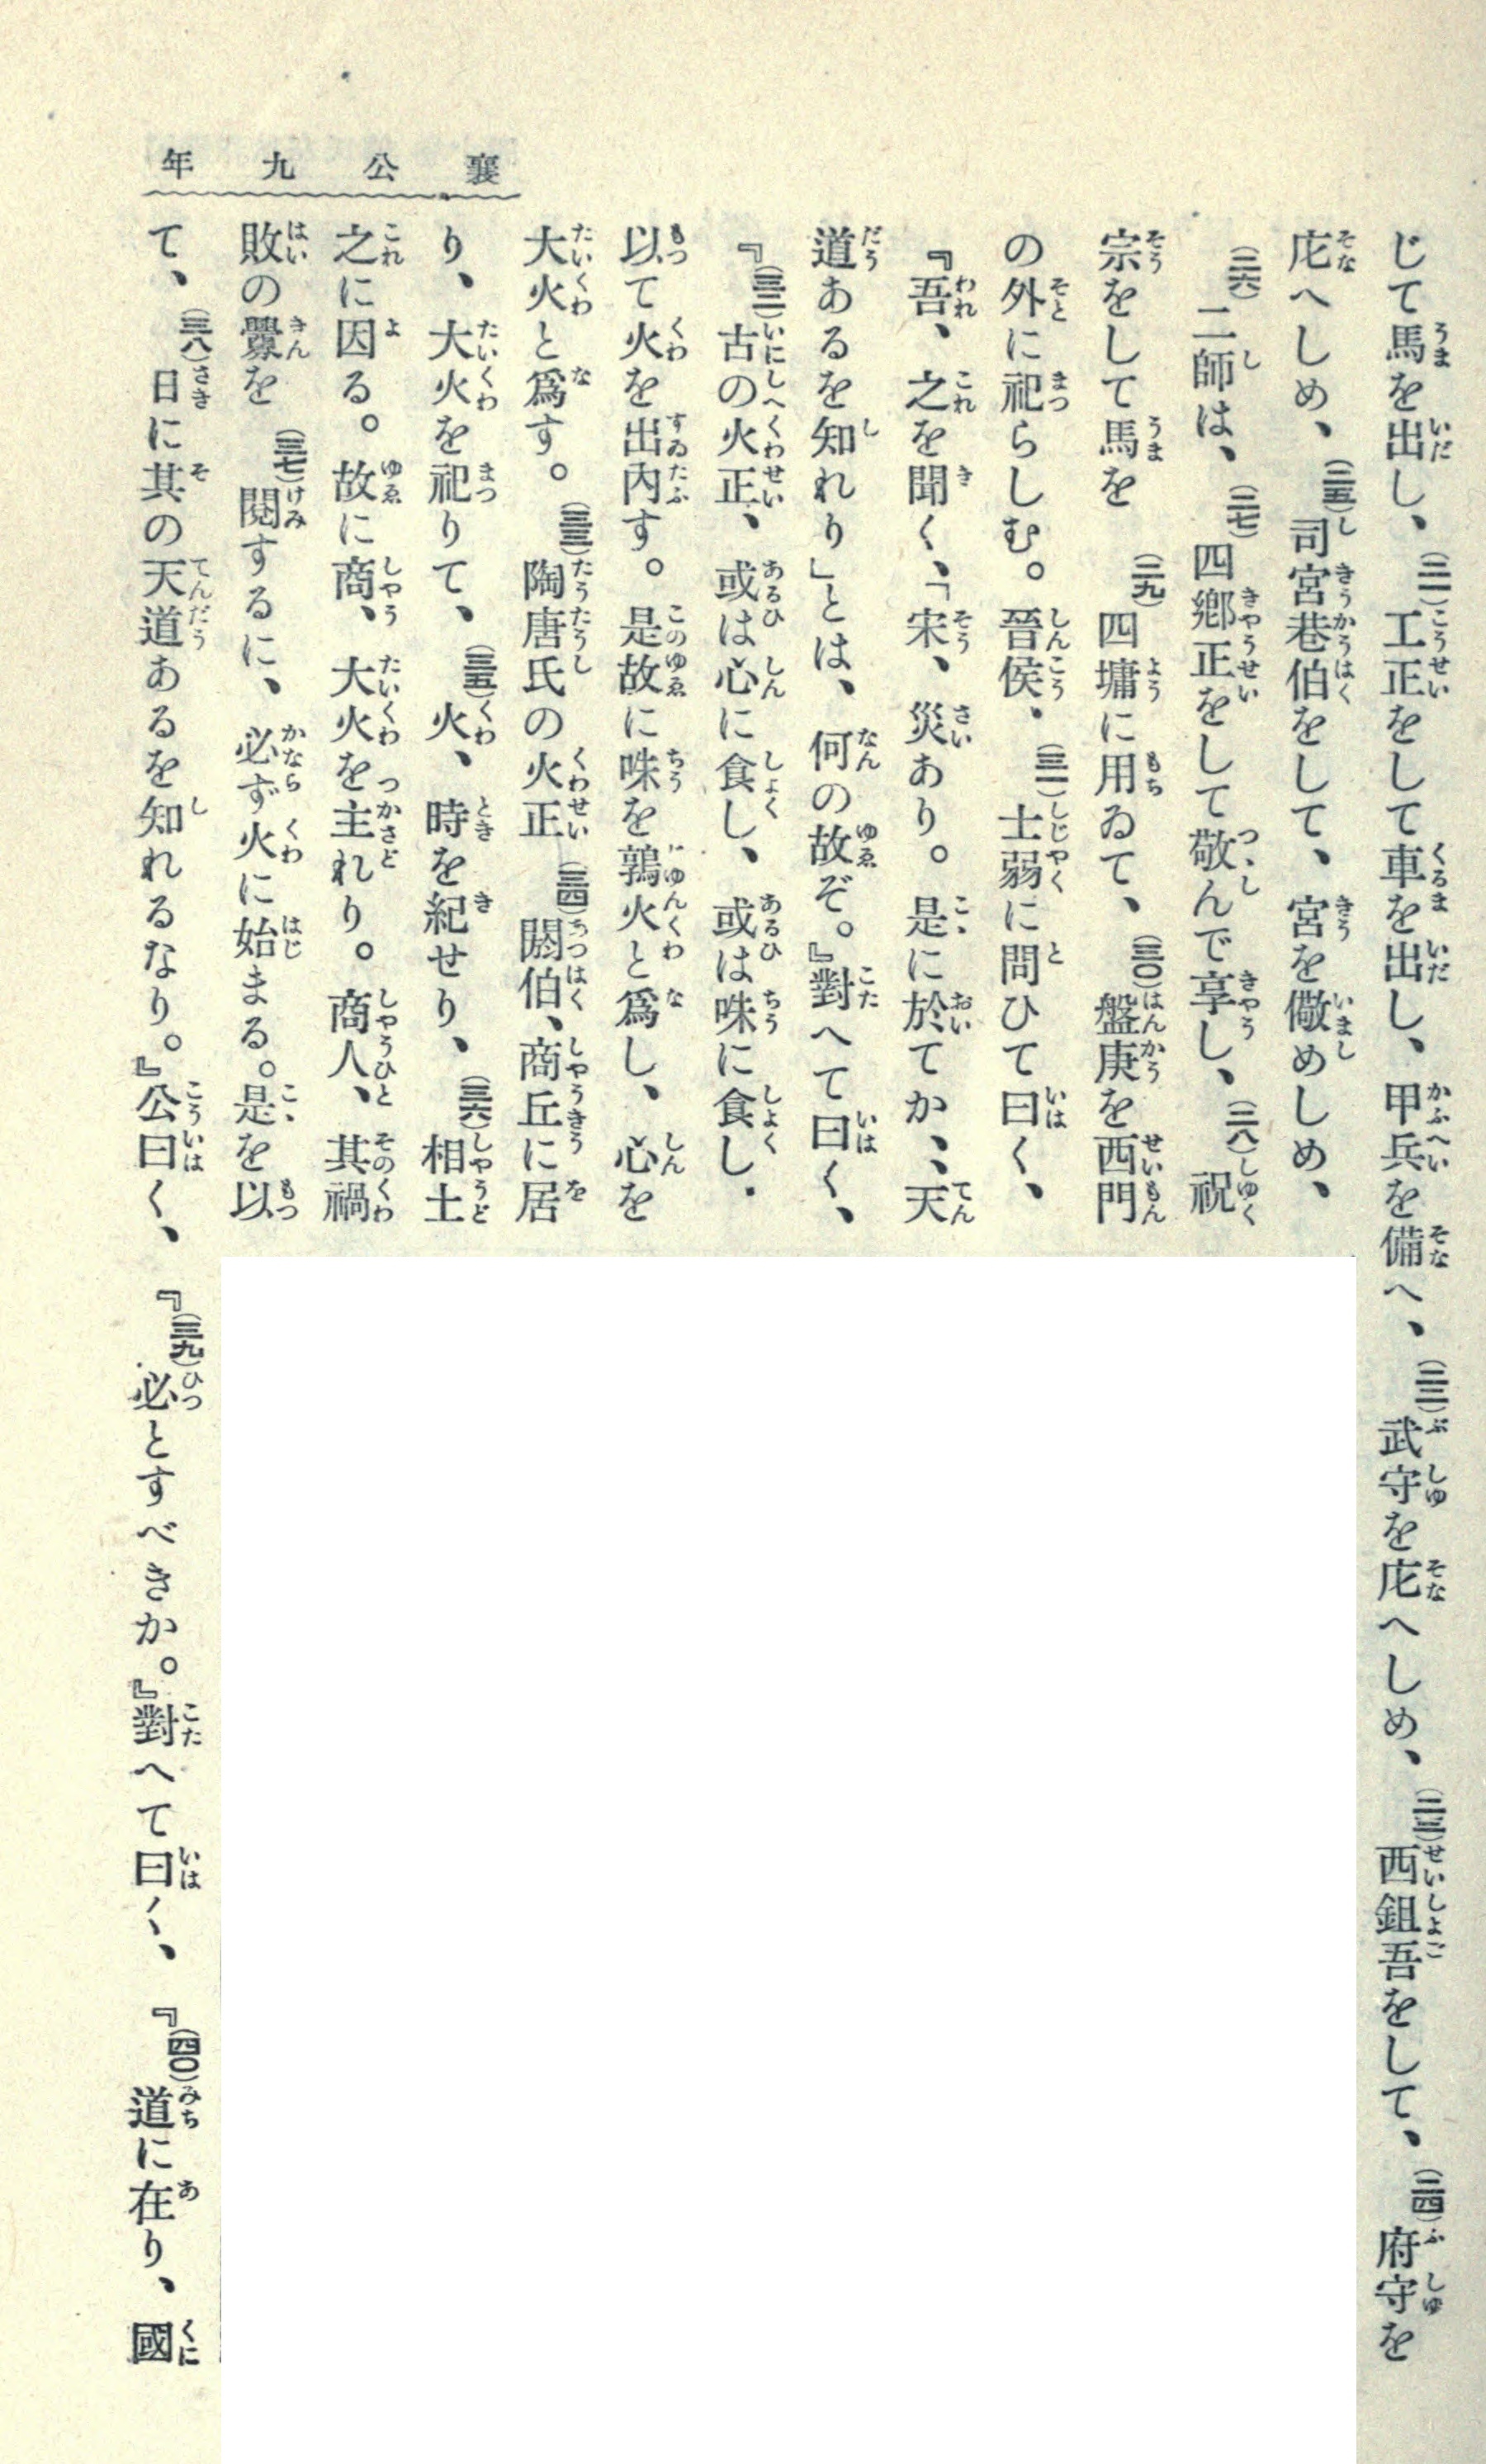 襄公九年
じて馬を出し、(二一)工正をして車を出し、甲兵を備へ、(二二)武守を庀へしめ、(二三)西鉏吾をして、(二四)府守を
庀へしめ、(二五)司宮巷伯をして、宮を儆めしめ、
(二六)二師は、(二七)四鄕正をして敬んで享し、(二八)祝
宗をして馬を(二九)四墉に用ゐて、(三〇)盤庚を西門
の外に祀らしむ。晉侯、(三一)士弱に問ひて曰く、
『吾、之を聞く、「宋、災あり。是に於てか、天
道あるを知れり」とは、何の故ぞ。』對へて曰く、
『(三二)古の火正、或は心に食し、或は咮に食し、
以て火を出內す。是故に咮を鶉火と爲し、心を
大火と爲す。(三三)陶唐氏の火正(三四)閼伯、商丘に居
り、大火を祀りて、(三五)火、時を紀せり、(三六)相土
之に因る。故に商、大火を主れり。商人、其禍
敗の釁を(三七)閱するに、必ず火に始まる。是を以
て、(三八)日に其の天道あるを知れるなり。』公曰く、『(三九)必とすべきか。』對へて曰く、『(四〇)道に在り、國